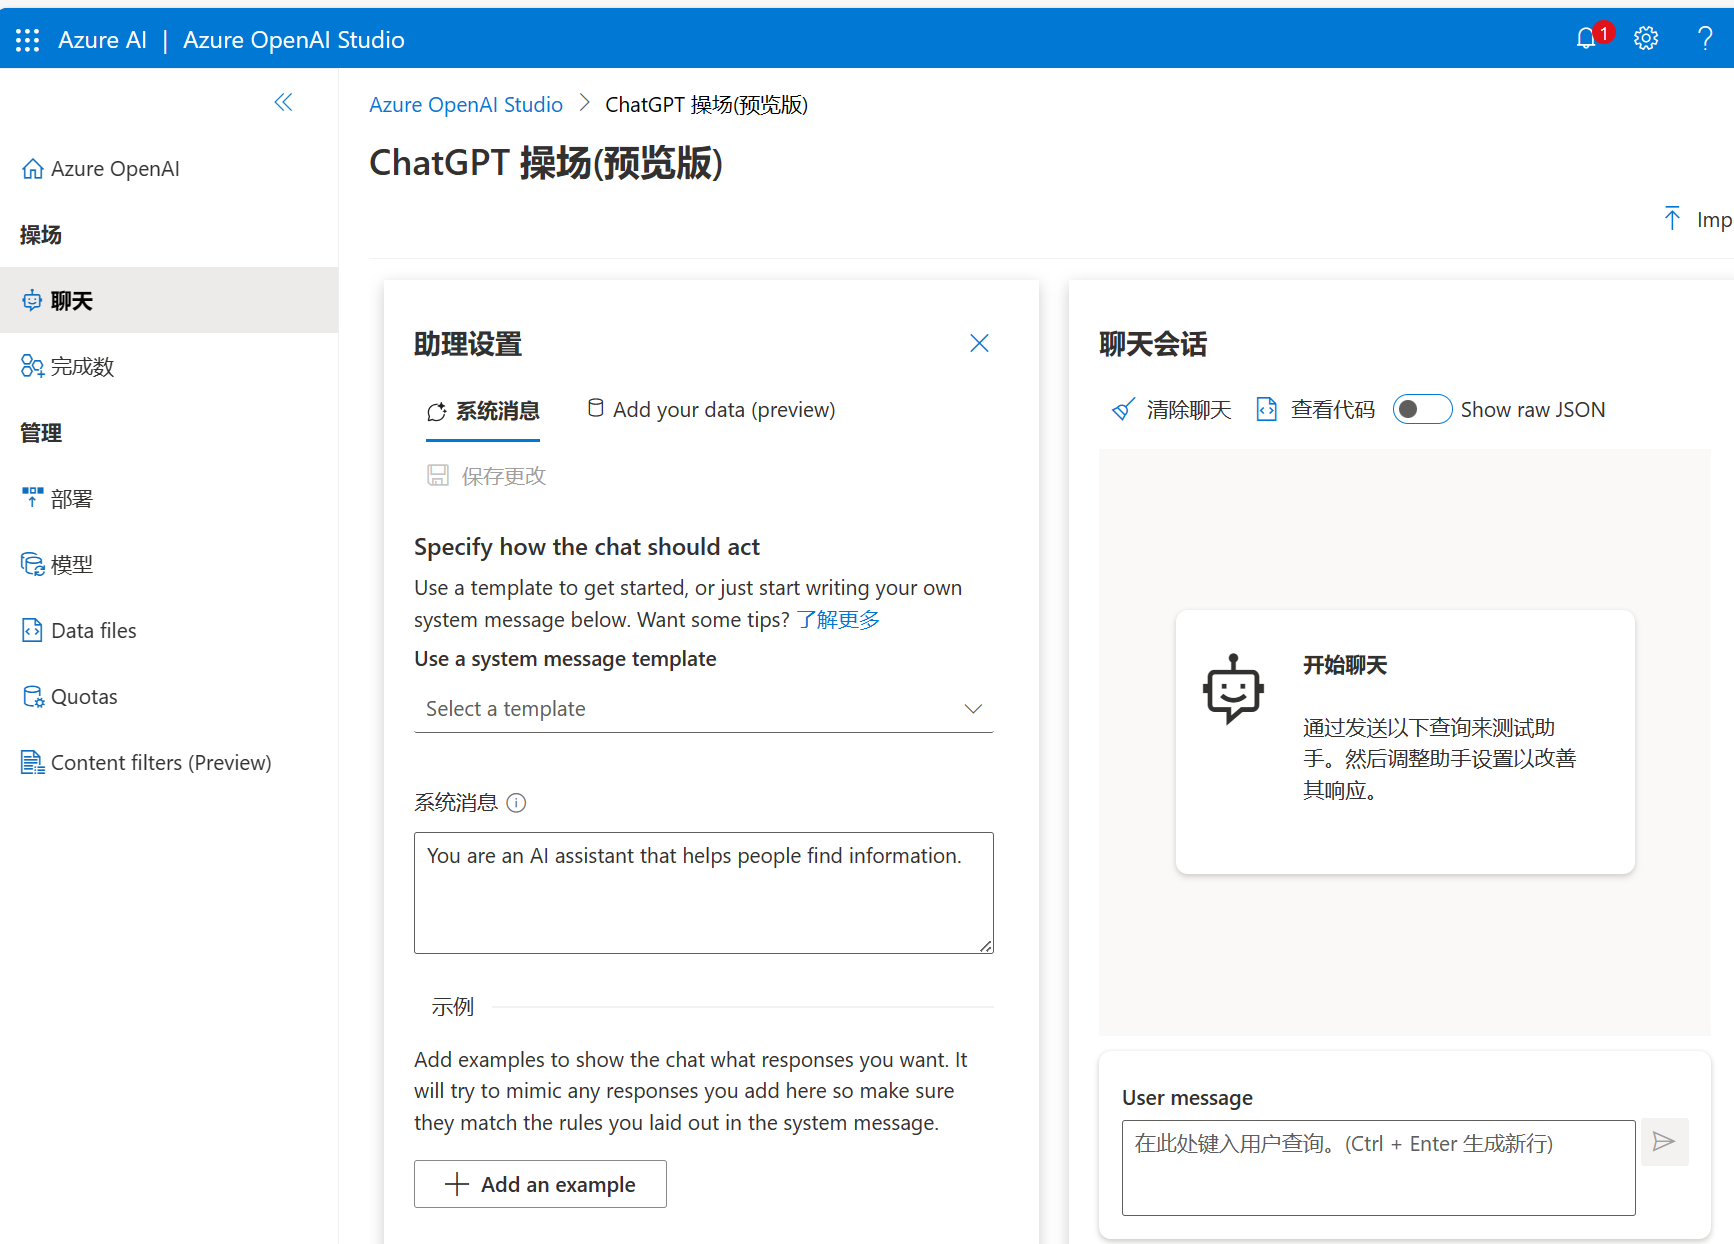 Azure AI | Azure OpenAI Studio
1
Azure OpenAI
操场
聊天
完成数
管理
部署
模型
Data files
Quotas
Content filters (Preview)
Azure OpenAI Studio > ChatGPT 操场(预览版)
ChatGPT 操场(预览版)
Imp
助理设置
系统消息
Add your data (preview)
保存更改
Specify how the chat should act
Use a template to get started, or just start writing your own
system message below. Want some tips? 了解更多
Use a system message template
Select a template
系统消息
You are an AI assistant that helps people find information.
示例
Add examples to show the chat what responses you want. It
will try to mimic any responses you add here so make sure
they match the rules you laid out in the system message.
Add an example
聊天会话
清除聊天
查看代码
Show raw JSON
开始聊天
通过发送以下查询来测试助
手。然后调整助手设置以改善
其响应。
User message
在此处键入用户查询。(Ctrl + Enter 生成新行)